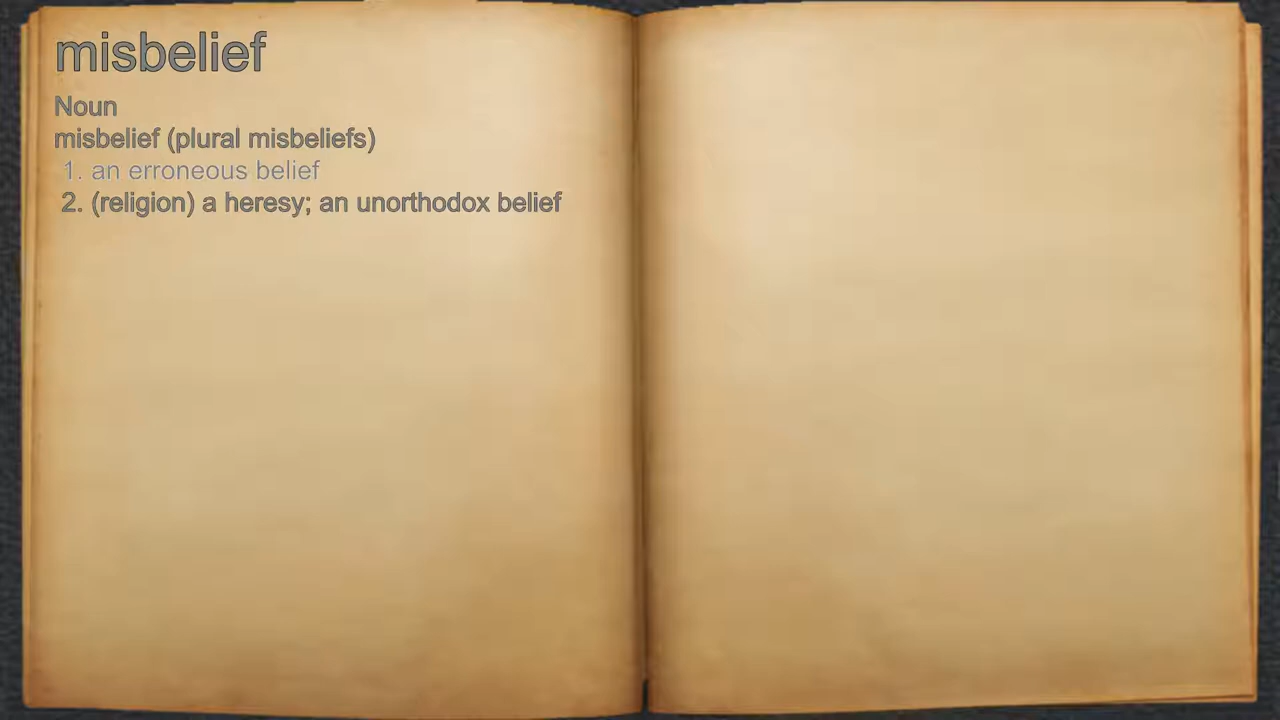 misbelief
Noun
misbelief (plural misbeliefs)
1. an erroneous belief
2. (religion) a heresy; an unorthodox belief